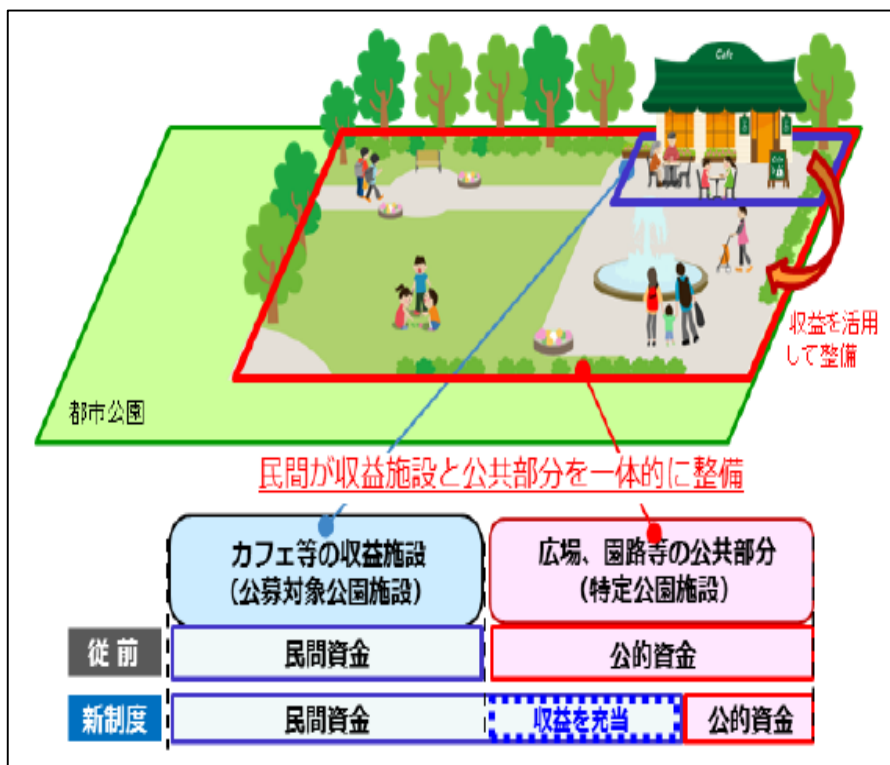 Cafe
Cafe
収益を活用
して整備
都市公園
民間が収益施設と公共部分を一体的に整備
カフェ等の収益施設
（公募対象公園施設）
広場、園路等の公共部分
（特定公園施設）
従前
民間資金
公的資金
新制度
民間資金
収益を充当
公的資金